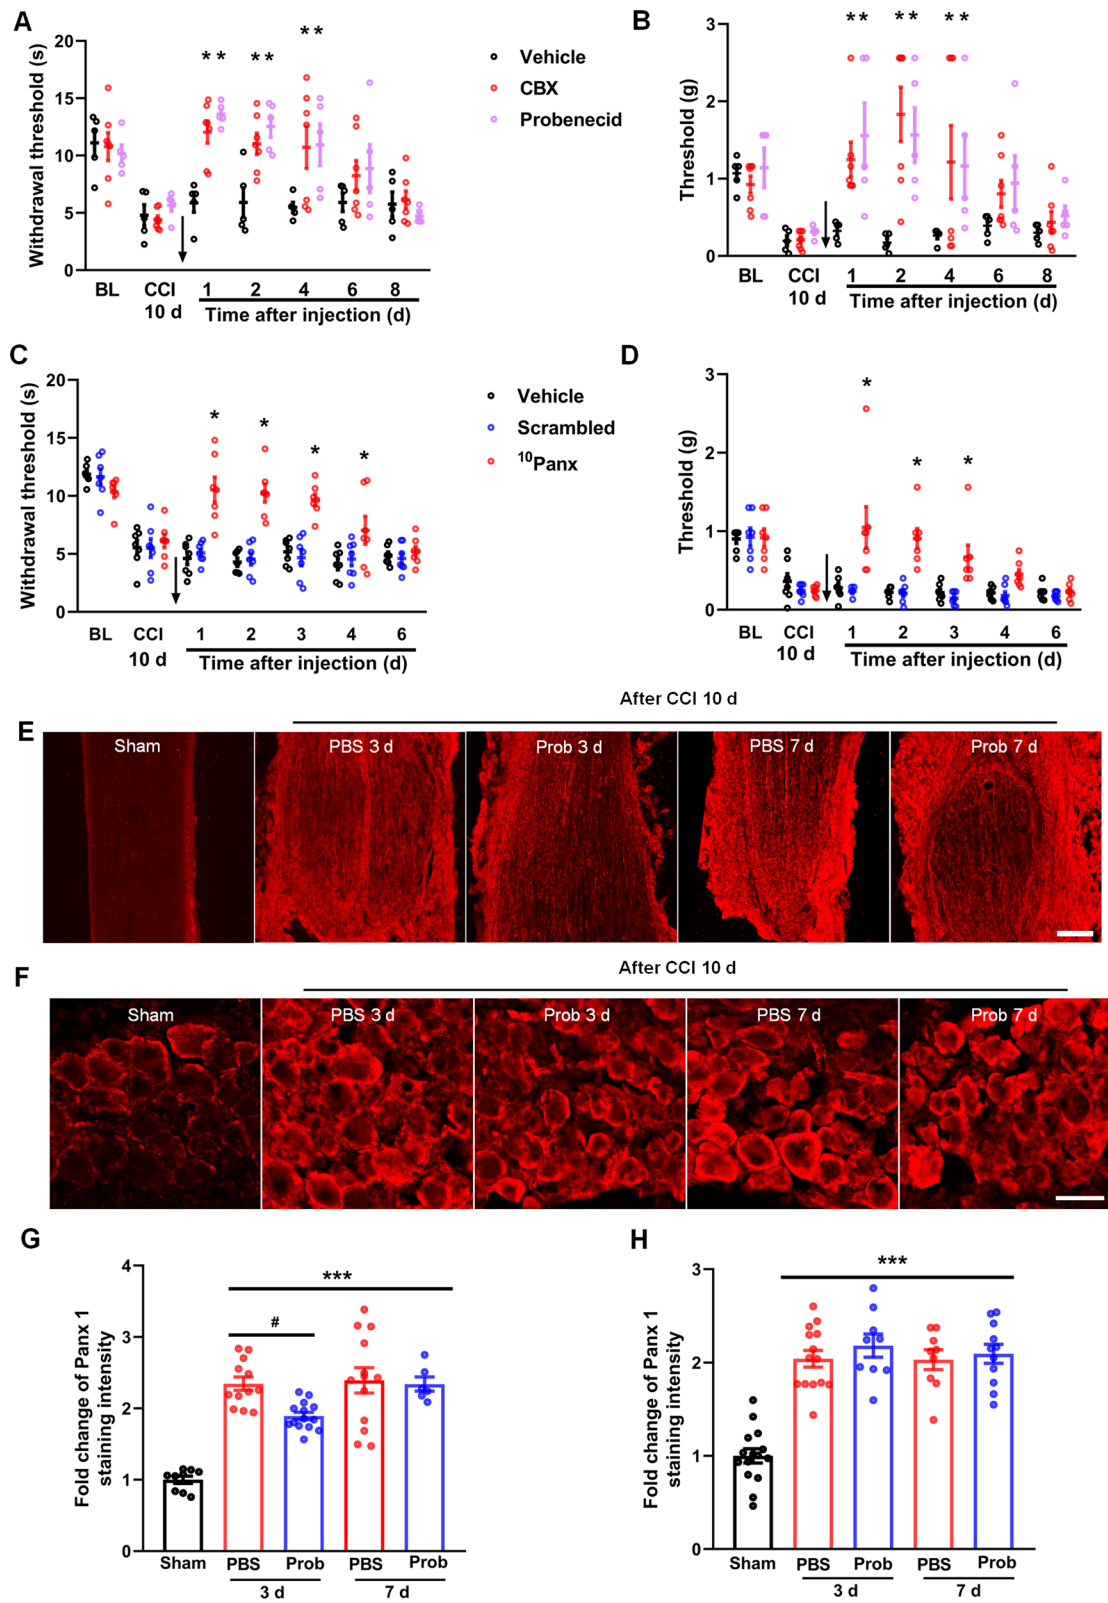 A
Withdrawal threshold (s)
20
15
10
5
0
* *
* *
* *
Vehicle
CBX
Probenecid
BL
CCI
10 d
1
2
4
6
8
Time after injection (d)
B
Threshold (g)
3
2
1
0
* *
* *
* *
BL
CCI
10 d
1
2
4
6
8
Time after injection (d)
C
Withdrawal threshold (s)
20
15
10
5
0
*
*
*
*
Vehicle
Scrambled
¹⁰Panx
BL
CCI
10 d
1
2
3
4
6
Time after injection (d)
D
Threshold (g)
3
2
1
0
*
*
*
BL
CCI
10 d
1
2
3
4
6
Time after injection (d)
After CCI 10 d
E
Sham
PBS 3 d
Prob 3 d
PBS 7 d
Prob 7 d
After CCI 10 d
F
Sham
PBS 3 d
Prob 3 d
PBS 7 d
Prob 7 d
G
Fold change of Panx 1
staining intensity
4
3
2
1
0
***
#
Sham
PBS
Prob
PBS
Prob
3 d
7 d
H
Fold change of Panx 1
staining intensity
3
2
1
0
***
Sham
PBS
Prob
PBS
Prob
3 d
7 d